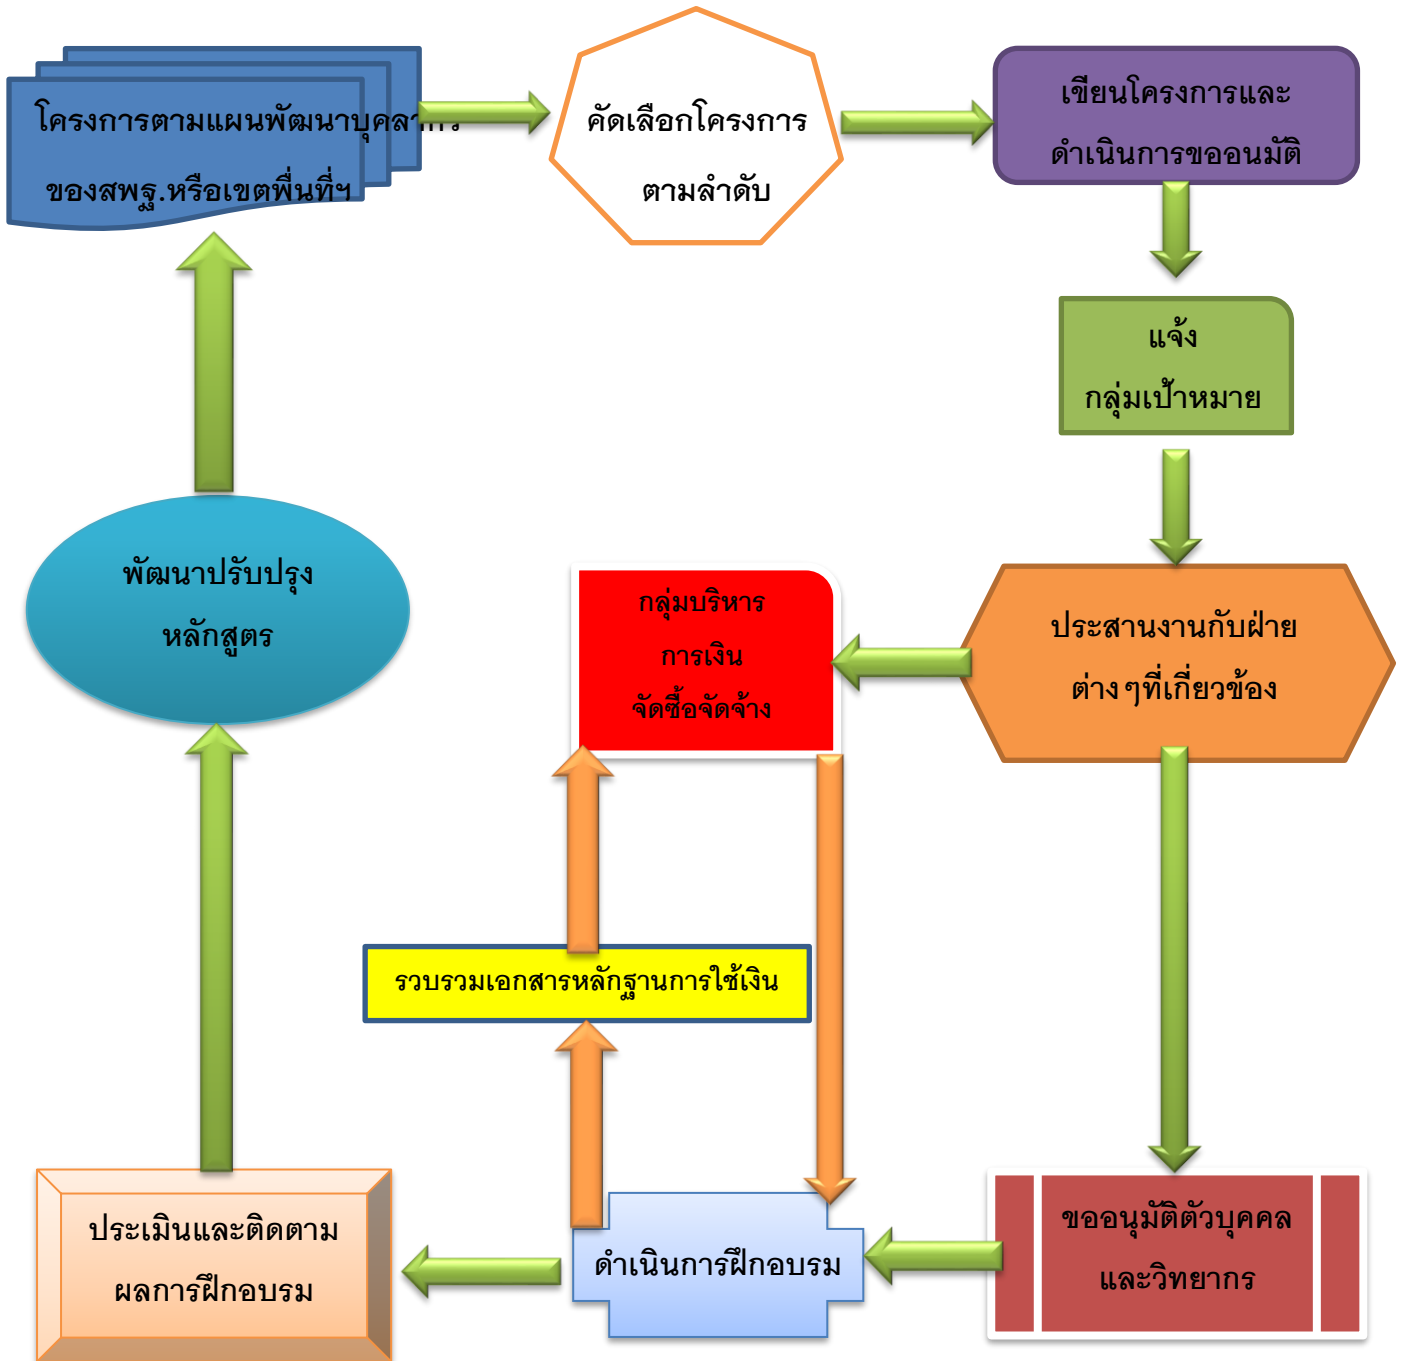 โครงการตามแผนพัฒนาบุคลากร
ของสพฐ.หรือเขตพื่นที่ฯ
คัดเลือกโครงการ
ตามลำดับ
เขียนโครงการและ
ดำเนินการขออนมัติ
แจ้ง
กลุ่มเป้าหมาย
ประสานงานกับฝ่าย
ต่างๆที่เกี่ยวข้อง
กลุ่มบริหาร
การเงิน
จัดซื้อจัดจ้าง
พัฒนาปรับปรุง
หลักสูตร
รวบรวมเอกสารหลักฐานการใช้เงิน
ขออนุมัติตัวบุคคล
และวิทยากร
ดำเนินการฝึกอบรม
ประเมินและติดตาม
ผลการฝึกอบรม